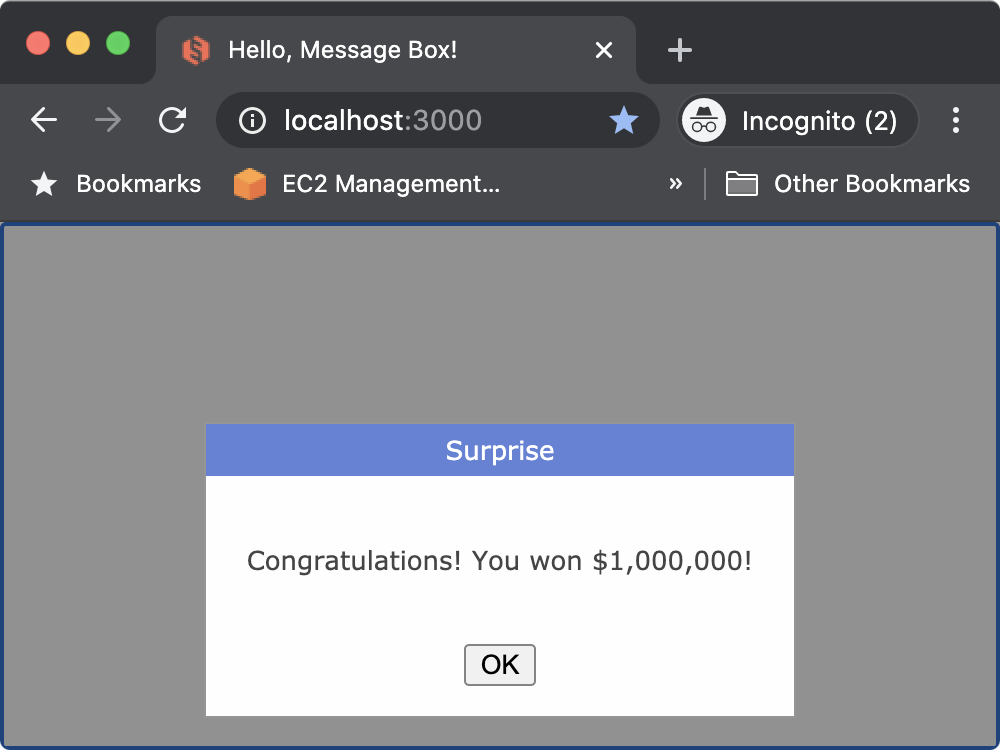 Hello, Message Box!
localhost:3000
Incognito (2)
Bookmarks
EC2 Management...
»
Other Bookmarks
Surprise
Congratulations! You won $1,000,000!
OK